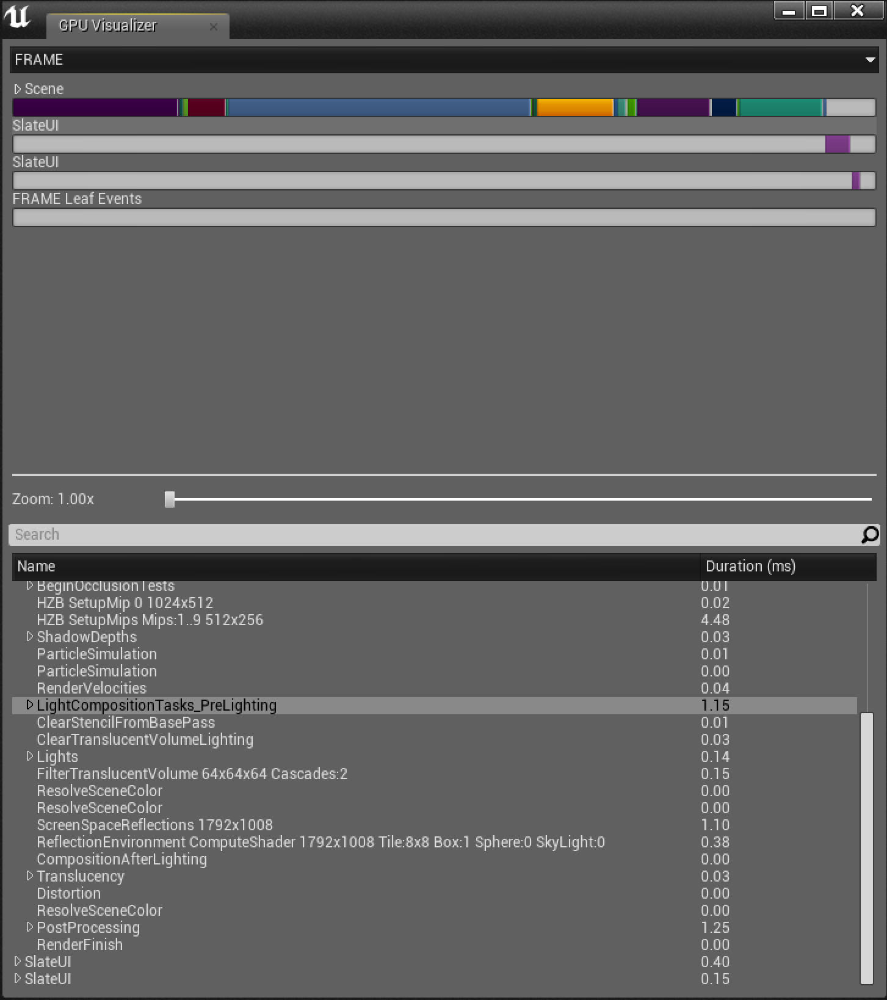 GPU Visualizer
FRAME
Scene
SlateUI
SlateUI
FRAME Leaf Events
Zoom: 1.00x
Search
Name Duration (ms)
BeginOcclusionTests 0.01
HZB SetupMip 0 1024x512 0.02
HZB SetupMips Mips:1..9 512x256 4.48
ShadowDepths 0.03
ParticleSimulation 0.01
ParticleSimulation 0.00
RenderVelocities 0.04
LightCompositionTasks_PreLighting 1.15
ClearStencilFromBasePass 0.01
ClearTranslucentVolumeLighting 0.03
Lights 0.14
FilterTranslucentVolume 64x64x64 Cascades:2 0.15
ResolveSceneColor 0.00
ResolveSceneColor 0.00
ScreenSpaceReflections 1792x1008 1.10
ReflectionEnvironment ComputeShader 1792x1008 Tile:8x8 Box:1 Sphere:0 SkyLight:0 0.38
CompositionAfterLighting 0.00
Translucency 0.03
Distortion 0.00
ResolveSceneColor 0.00
PostProcessing 1.25
RenderFinish 0.00
SlateUI 0.40
SlateUI 0.15